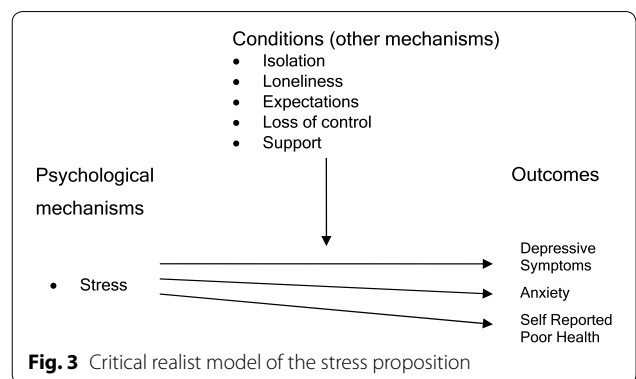 Conditions (other mechanisms)
• Isolation
• Loneliness
• Expectations
• Loss of control
• Support
Psychological
mechanisms
Outcomes
• Stress
Depressive
Symptoms
Anxiety
Self Reported
Poor Health
Fig. 3 Critical realist model of the stress proposition